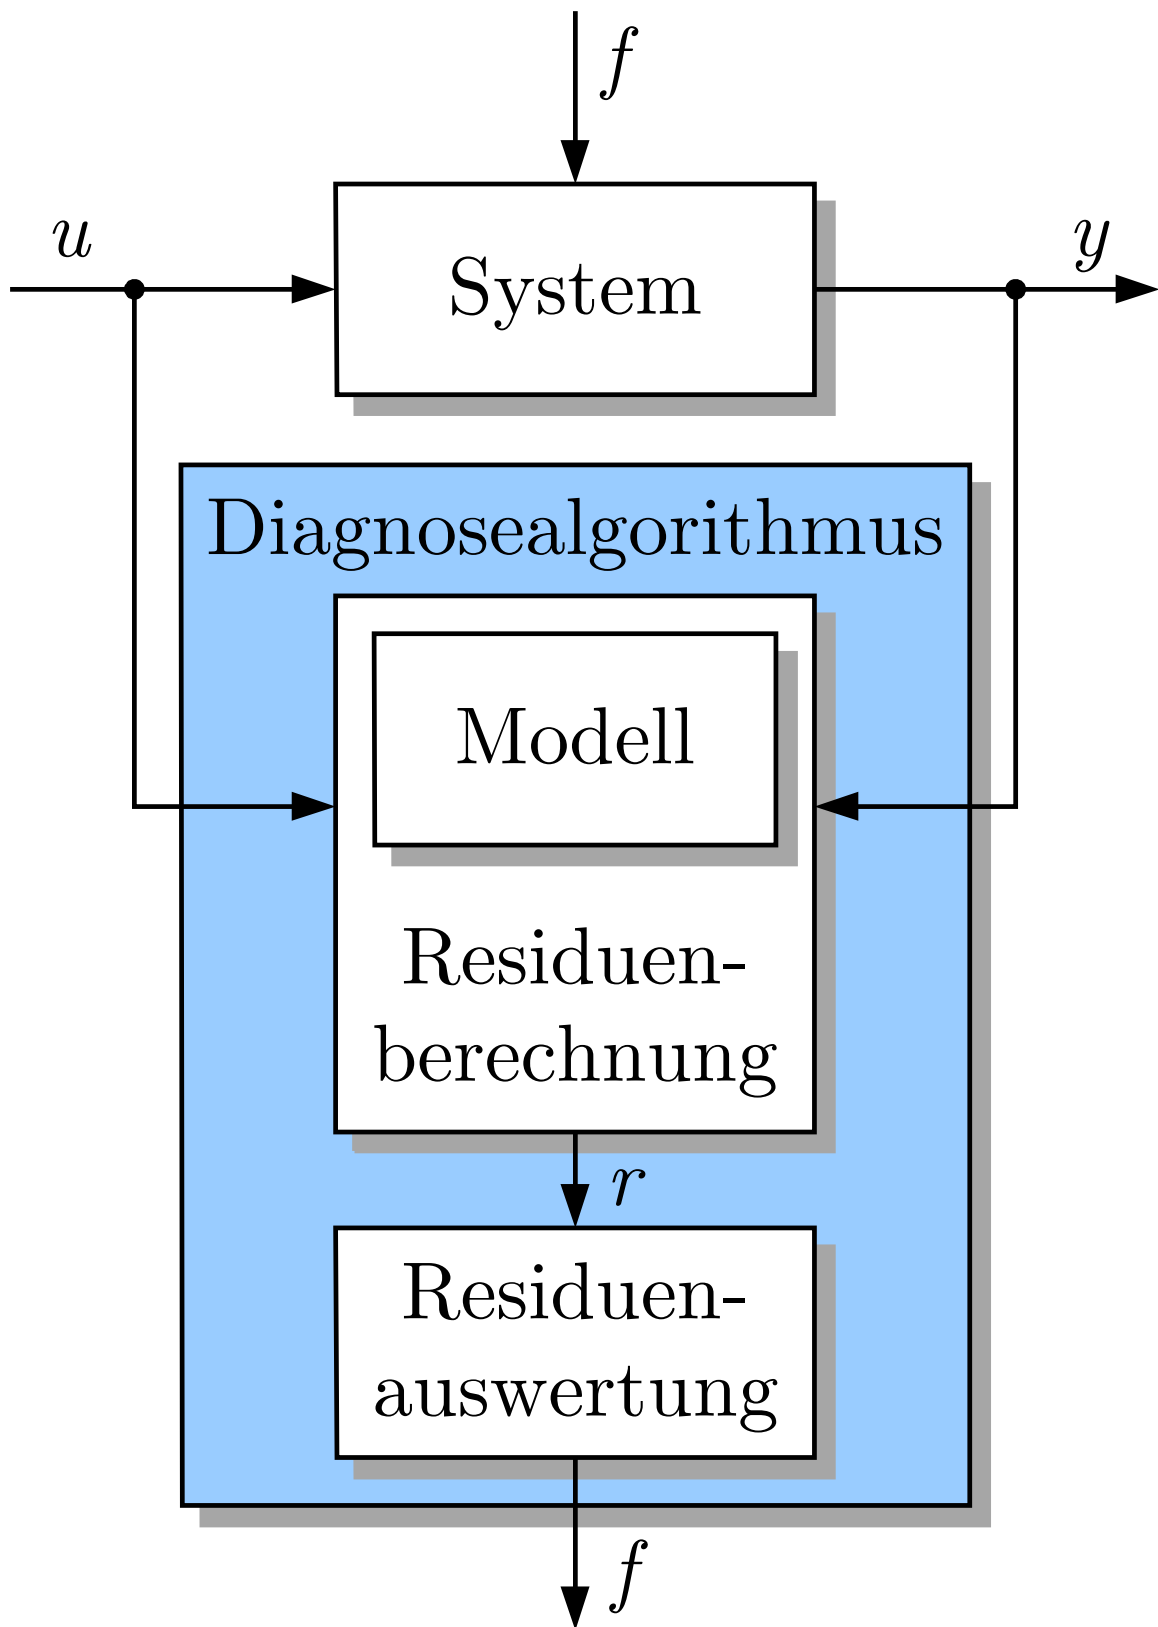 f
u
y
System
Diagnosealgorithmus
Modell
Residuen-
berechnung
r
Residuen-
auswertung
f